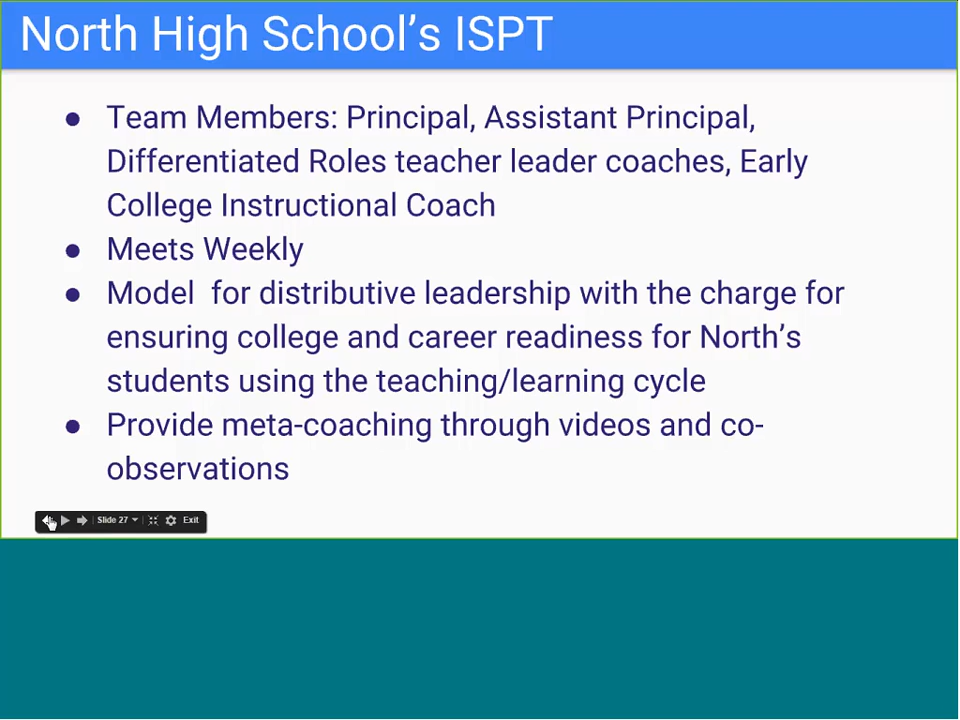 North High School's ISPT
● Team Members: Principal, Assistant Principal,
Differentiated Roles teacher leader coaches, Early
College Instructional Coach
● Meets Weekly
● Model  for distributive leadership with the charge for
ensuring college and career readiness for North's
students using the teaching/learning cycle
● Provide meta-coaching through videos and co-
observations
Slide 27 Exit